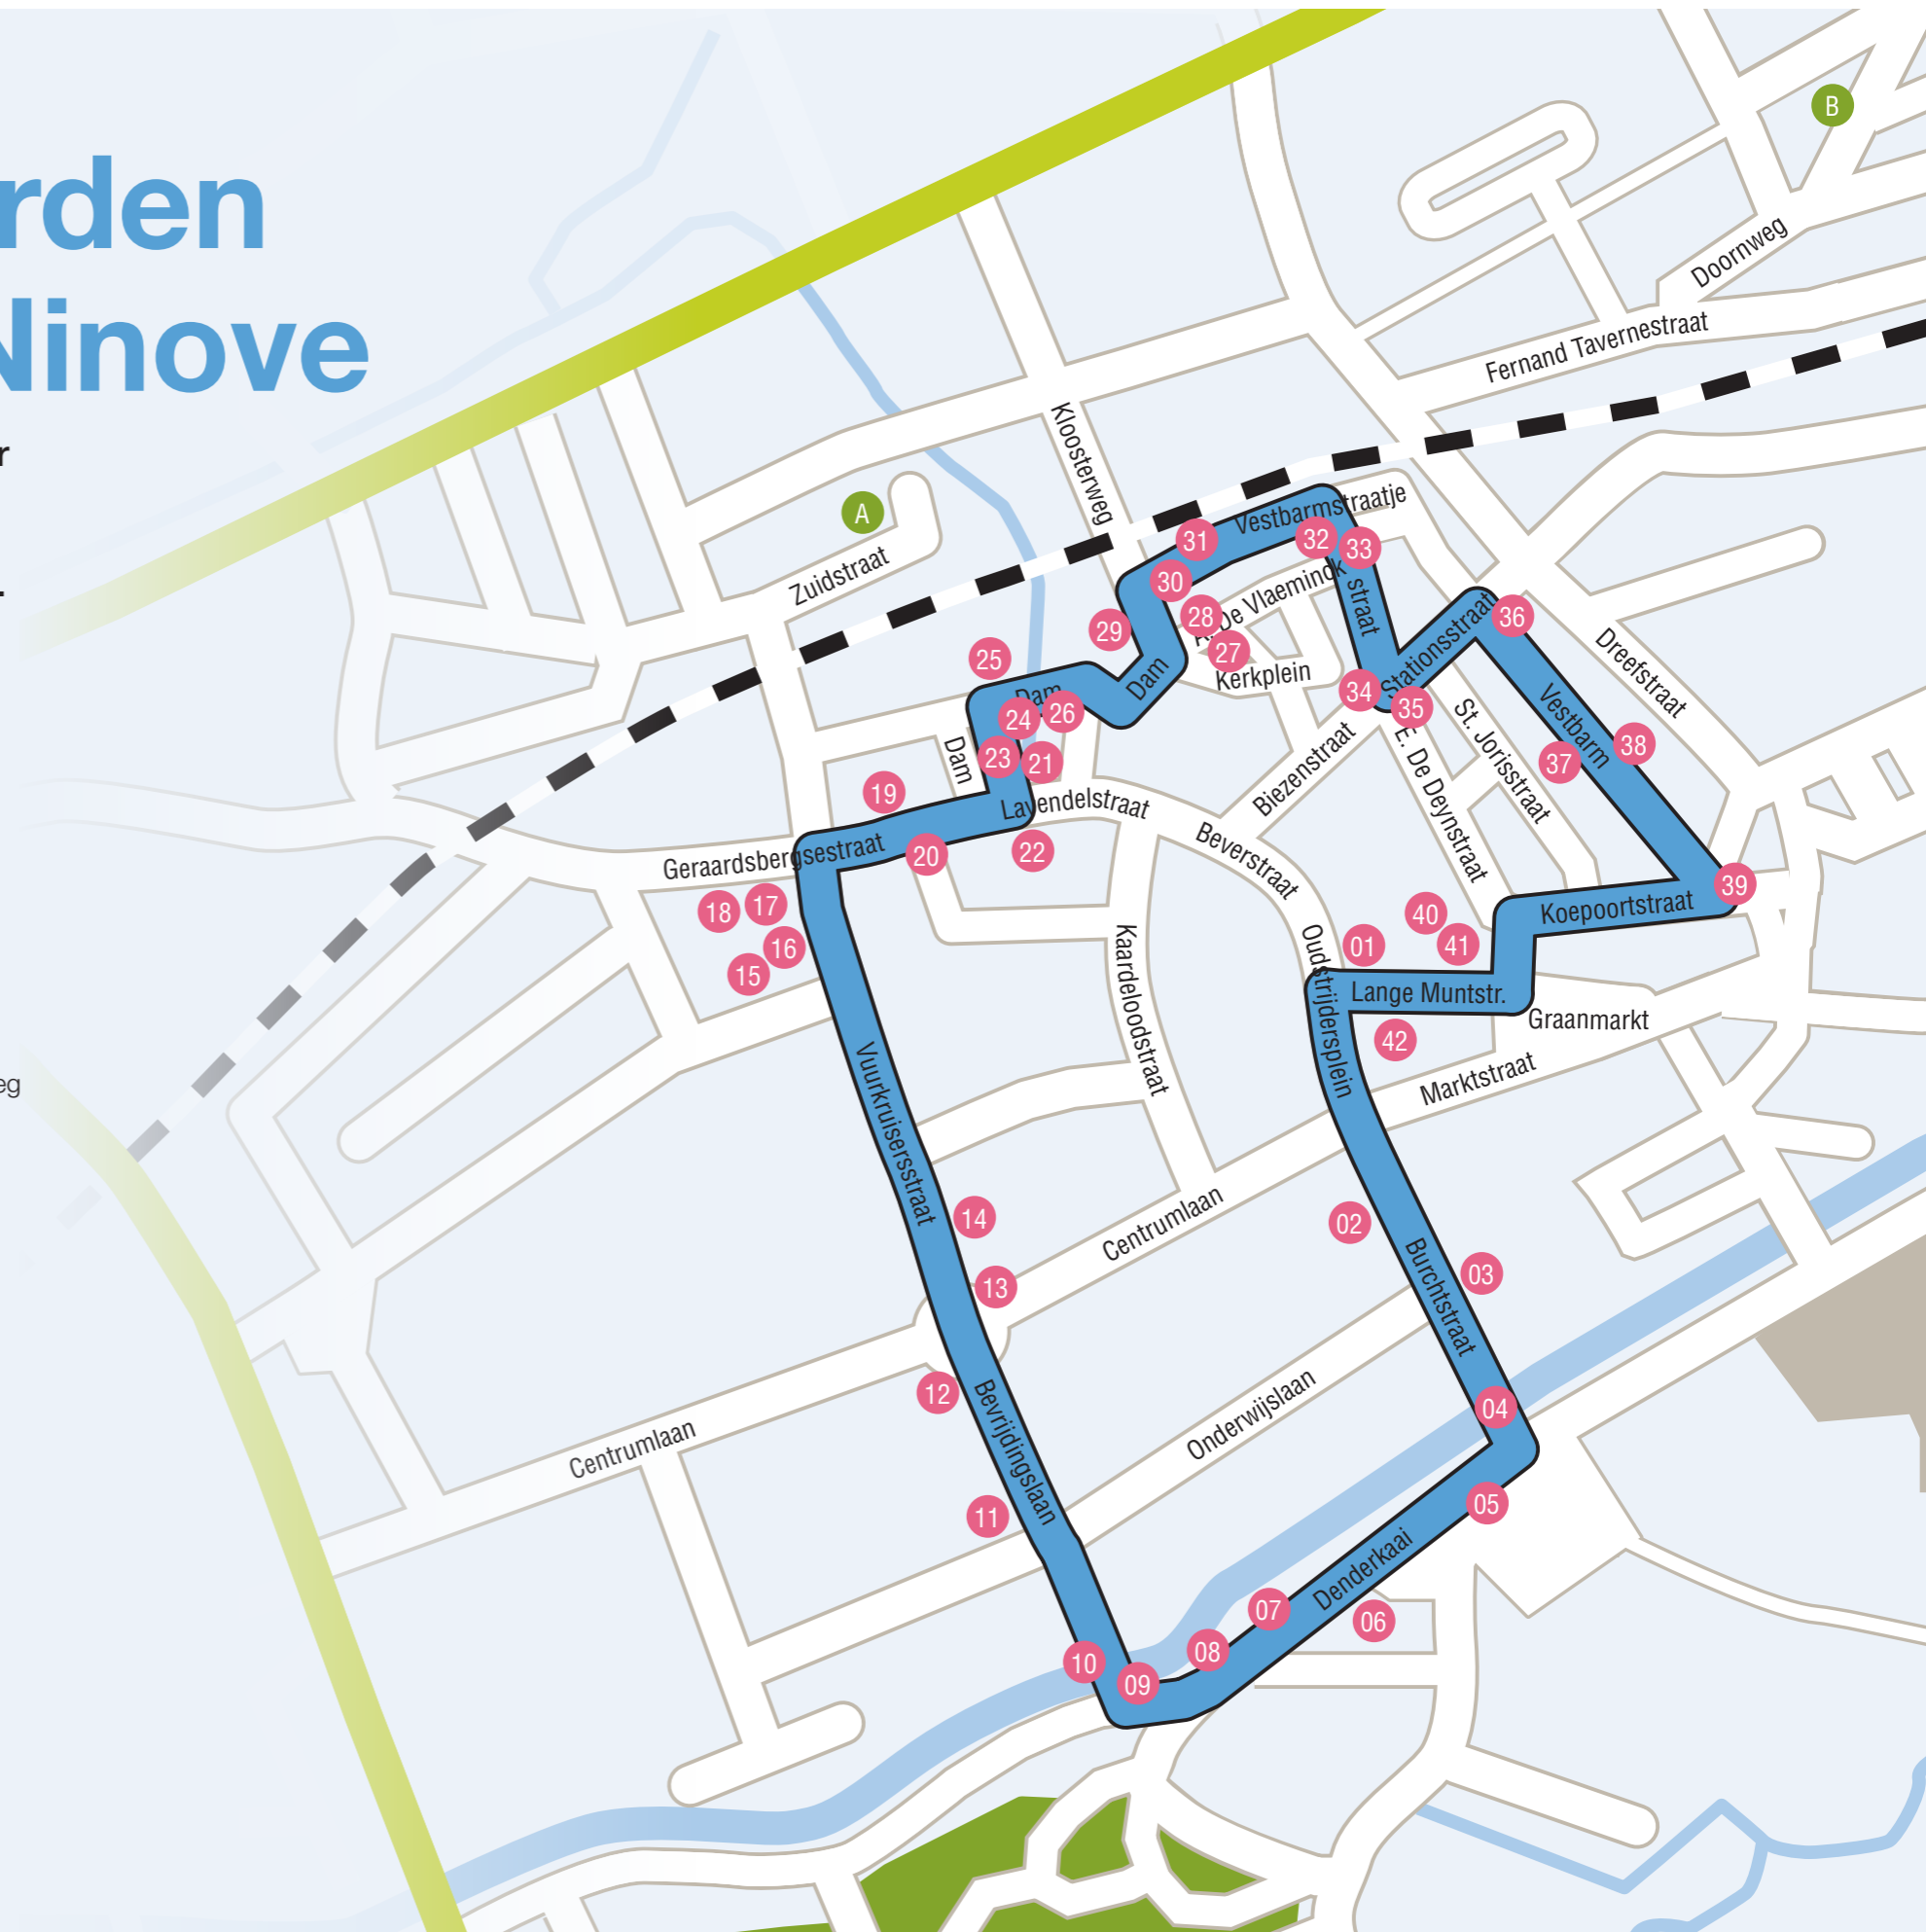 rden
Ninove
r
.
eg
B
Doornweg
Fernand Tavernestraat
Kloosterweg
A
Zuidstraat
Vestbarmstraatje
31
32
33
30
straat
28
A. De Vlaeminck
29
27
Kerkplein
25
Dam
Dam
Dam
24
26
23
21
34
Stationsstraat
35
36
Dreefstraat
St. Jorisstraat
Vestbarm
38
37
E. De Deynstraat
Biezenstraat
19
Lavendelstraat
Beverstraat
Geraardsbergsestraat
20
22
18
17
16
15
39
Koepoortstraat
40
41
01
Oudstrijdersplein
Lange Muntstr.
Graanmarkt
42
Marktstraat
Kaardeloodstraat
Vuurkruisersstraat
14
13
Centrumlaan
02
03
Burchtstraat
12
Bevrijdingslaan
Centrumlaan
Onderwijslaan
04
11
05
Denderkaai
07
06
08
10
09